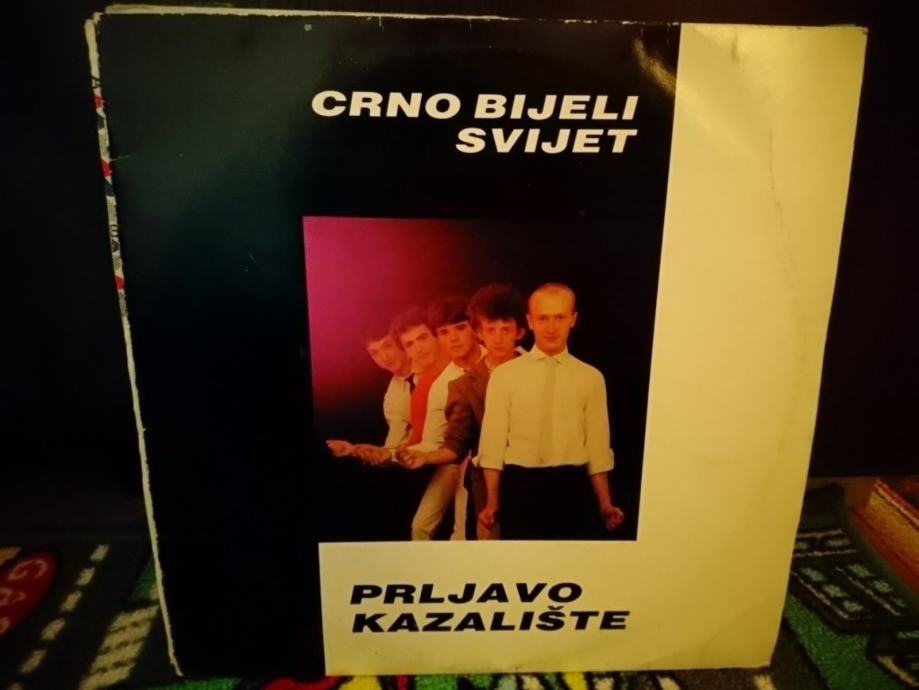 CRNO BIJELI
SVIJET
PRLJAVO
KAZALIŠTE